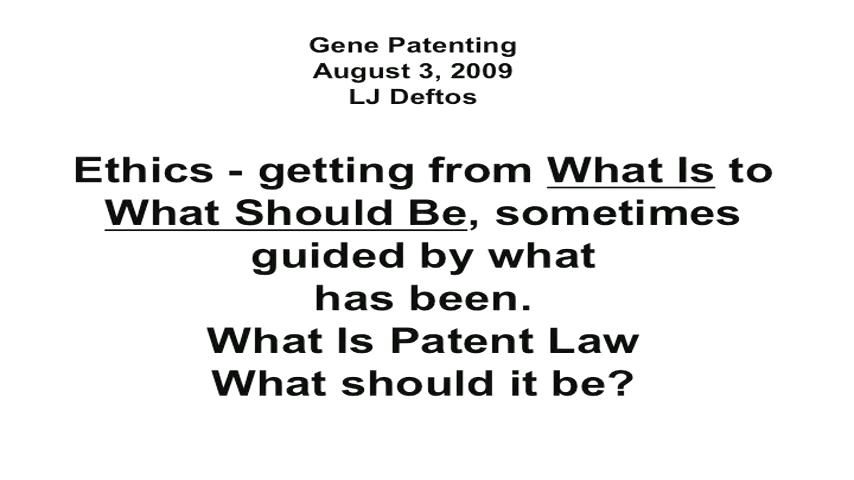 Gene Patenting
August 3, 2009
LJ Deftos
Ethics - getting from What Is to
What Should Be, sometimes
guided by what
has been.
What Is Patent Law
What should it be?